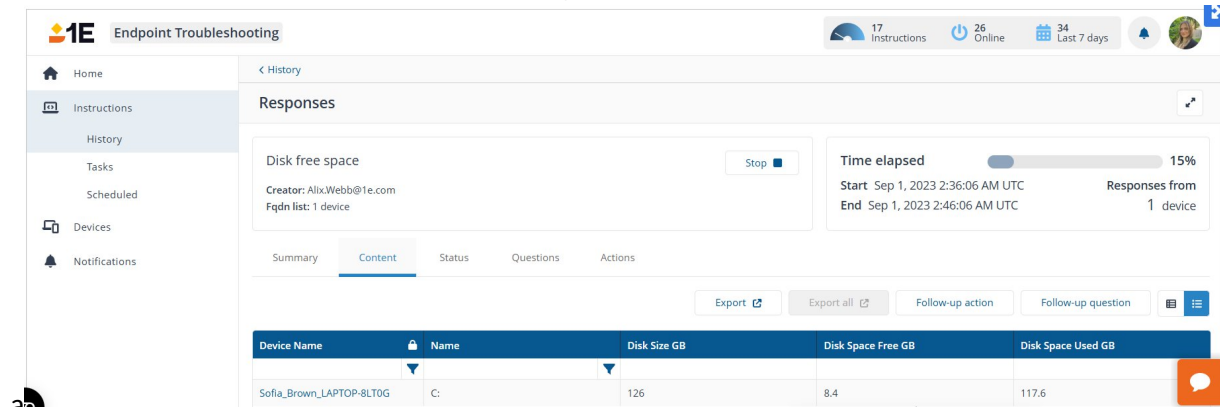 1E Endpoint Troubleshooting
17 Instructions
26 Online
34 Last 7 days
Home
Instructions
History
Tasks
Scheduled
Devices
Notifications
< History
Responses
Disk free space
Stop
Creator: Alix.Webb@1e.com
Fqdn list: 1 device
Time elapsed 15%
Start Sep 1, 2023 2:36:06 AM UTC
End Sep 1, 2023 2:46:06 AM UTC
Responses from
1 device
Summary Content Status Questions Actions
Export Export all Follow-up action Follow-up question
Device Name Name Disk Size GB Disk Space Free GB Disk Space Used GB
Sofia_Brown_LAPTOP-8LT0G C: 126 8.4 117.6